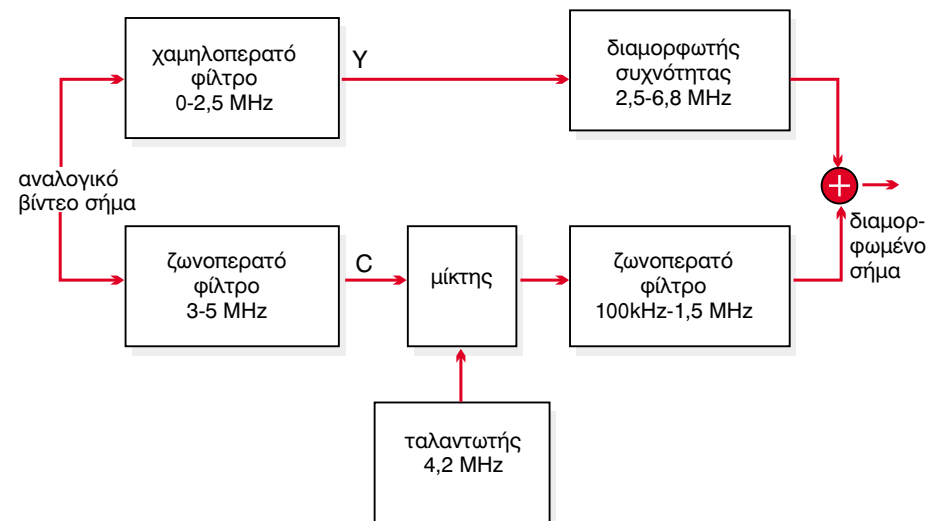 χαμηλοπερατό
φίλτρο
0-2,5 MHz
Y
διαμορφωτής
συχνότητας
2,5-6,8 MHz
αναλογικό
βίντεο σήμα
ζωνοπερατό
φίλτρο
3-5 MHz
C
μίκτης
ζωνοπερατό
φίλτρο
100kHz-1,5 MHz
+
διαμορ-
φωμένο
σήμα
ταλαντωτής
4,2 MHz